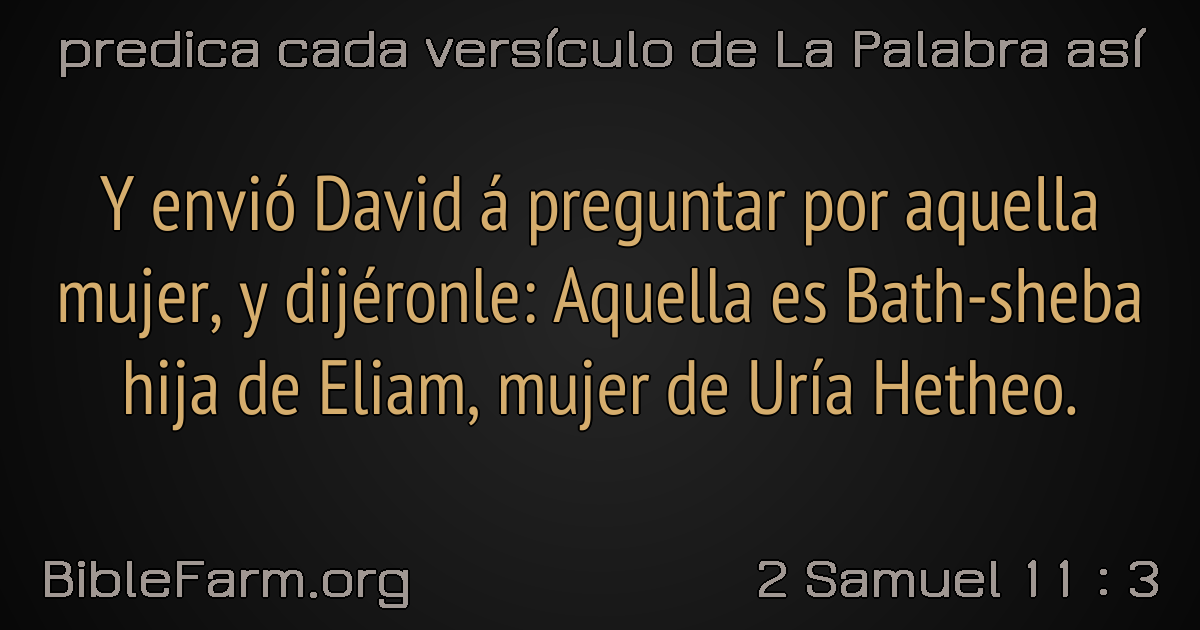 predica cada versículo de La Palabra así
Y envió David á preguntar por aquella
mujer, y dijéronle: Aquella es Bath-sheba
hija de Eliam, mujer de Uría Hetheo.
BibleFarm.org
2 Samuel 11 : 3